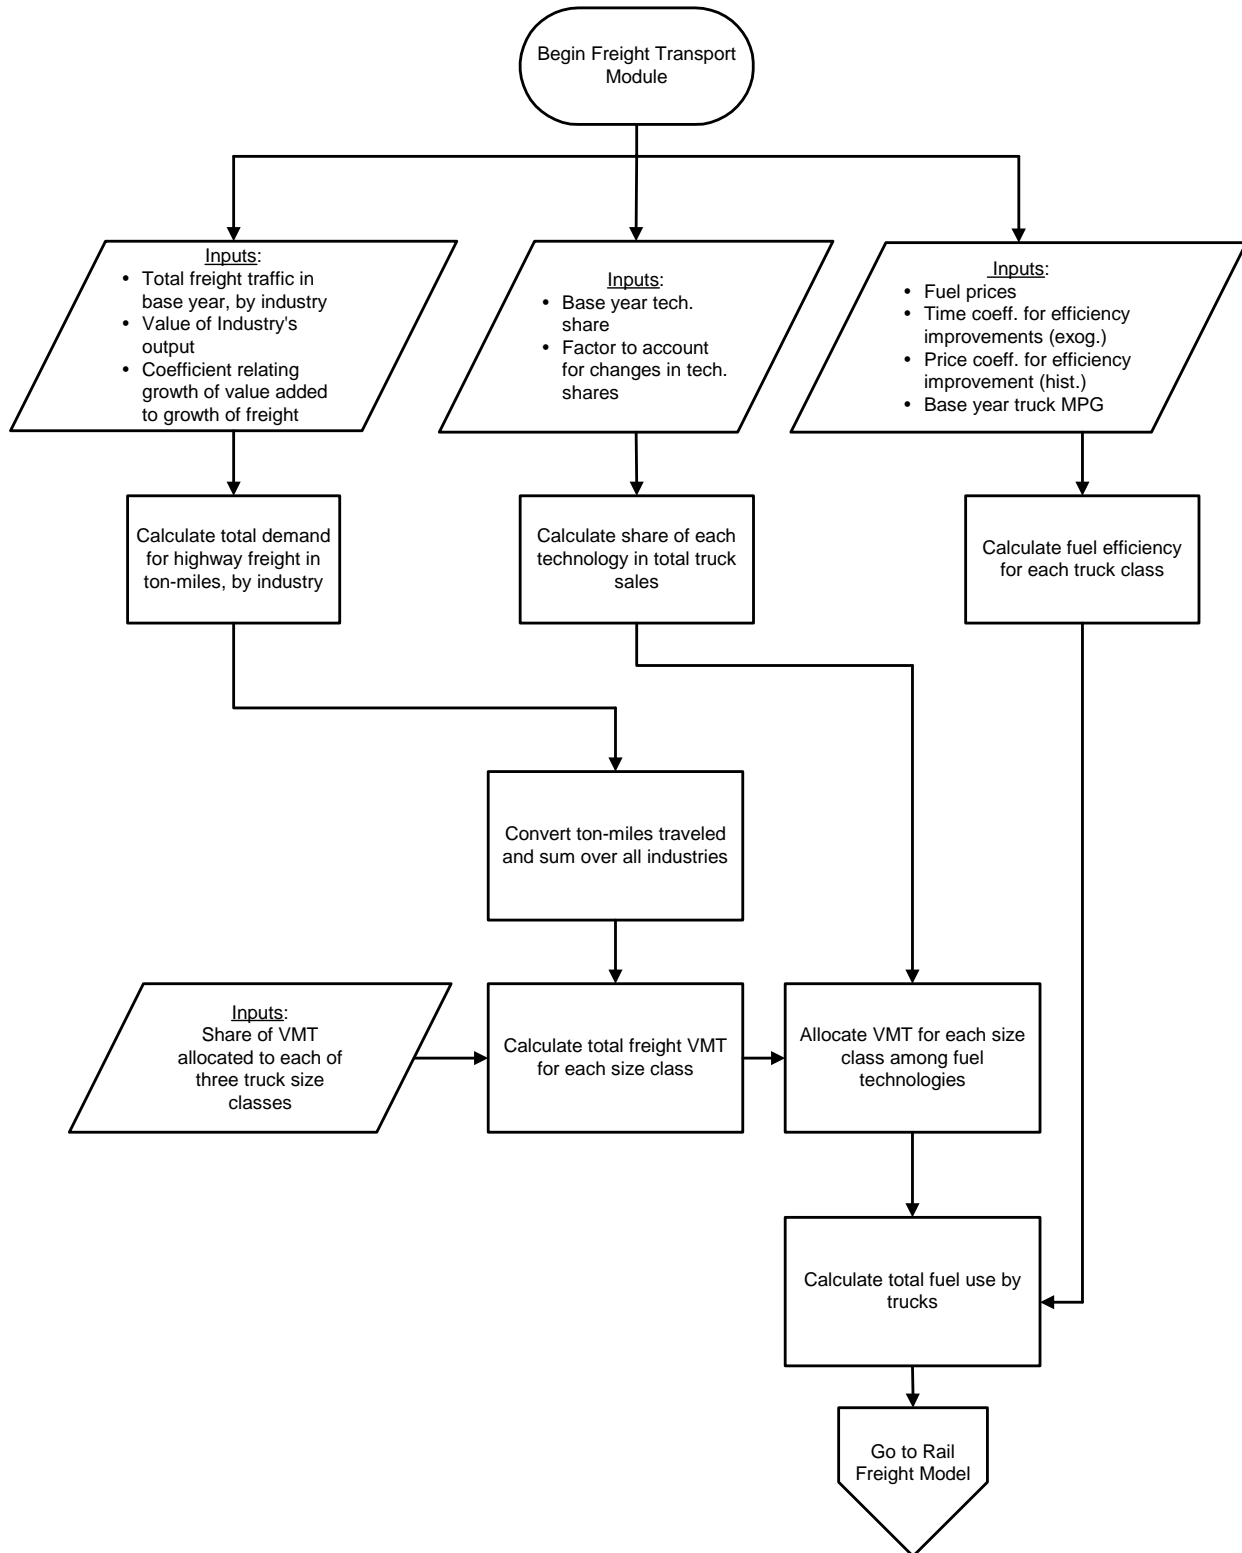 Begin Freight Transport
Module
Inputs:
• Total freight traffic in
base year, by industry
• Value of Industry's
output
• Coefficient relating
growth of value added
to growth of freight
Inputs:
• Base year tech.
share
• Factor to account
for changes in tech.
shares
Inputs:
• Fuel prices
• Time coeff. for efficiency
improvements (exog.)
• Price coeff. for efficiency
improvement (hist.)
• Base year truck MPG
Calculate total demand
for highway freight in
ton-miles, by industry
Calculate share of each
technology in total truck
sales
Calculate fuel efficiency
for each truck class
Convert ton-miles traveled
and sum over all industries
Inputs:
Share of VMT
allocated to each of
three truck size
classes
Calculate total freight VMT
for each size class
Allocate VMT for each size
class among fuel
technologies
Calculate total fuel use by
trucks
Go to Rail
Freight Model